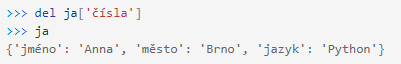 >>> del ja['čísla']
>>> ja
{'jméno': 'Anna', 'město': 'Brno', 'jazyk': 'Python'}